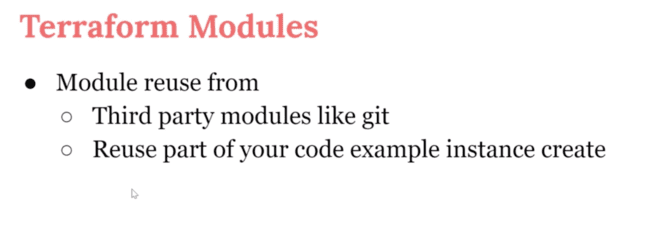 Terraform Modules
● Module reuse from
○ Third party modules like git
○ Reuse part of your code example instance create